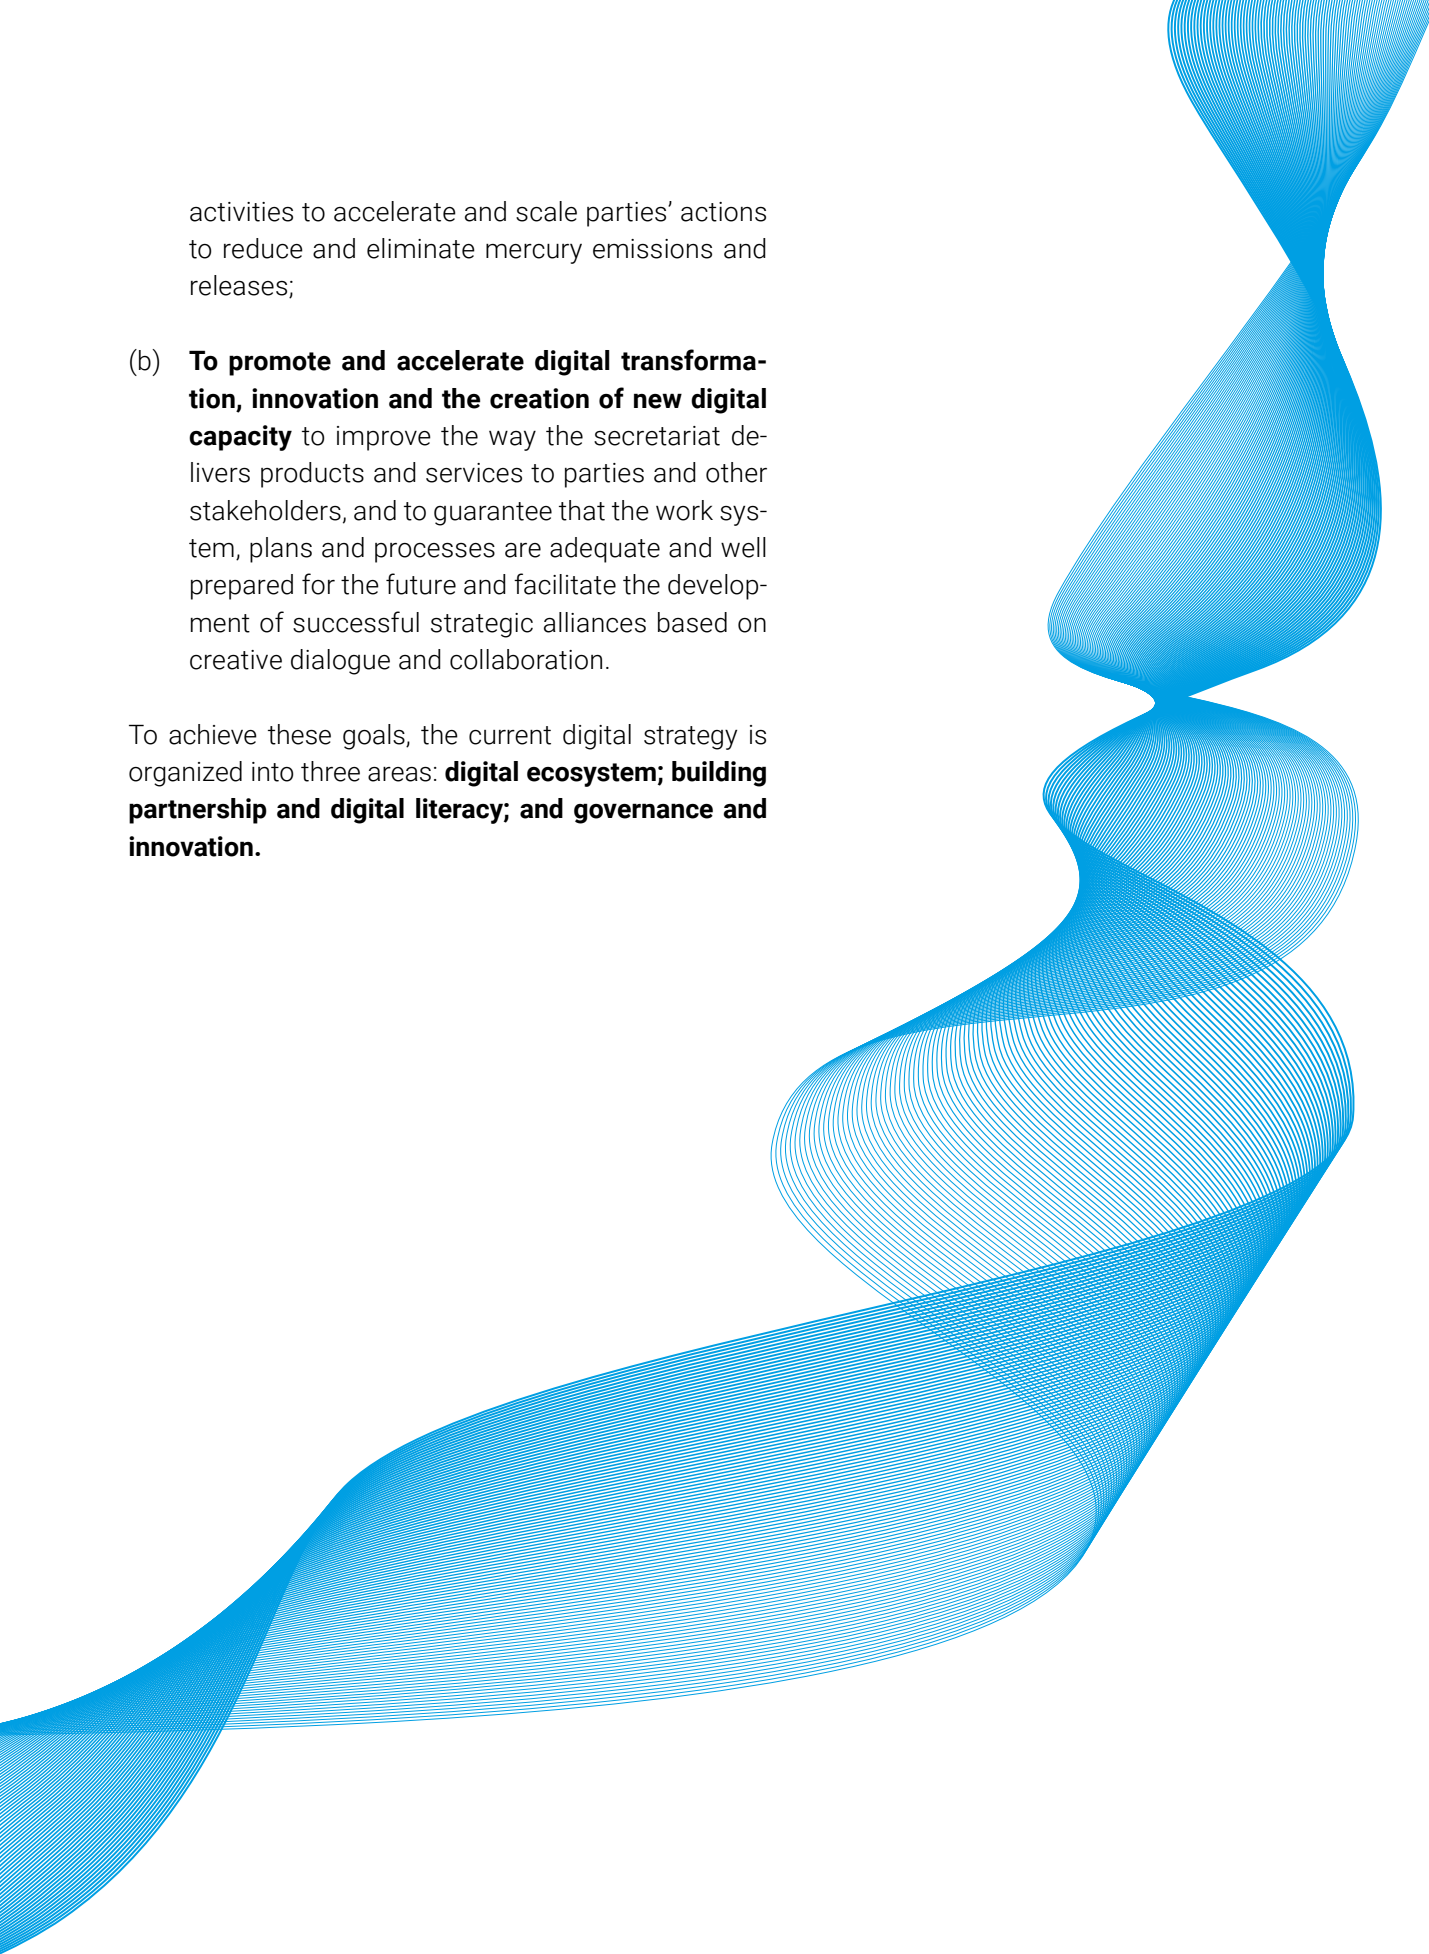 activities to accelerate and scale parties’ actions
to reduce and eliminate mercury emissions and
releases;
(b) To promote and accelerate digital transforma-
tion, innovation and the creation of new digital
capacity to improve the way the secretariat de-
livers products and services to parties and other
stakeholders, and to guarantee that the work sys-
tem, plans and processes are adequate and well
prepared for the future and facilitate the develop-
ment of successful strategic alliances based on
creative dialogue and collaboration.
To achieve these goals, the current digital strategy is
organized into three areas: digital ecosystem; building
partnership and digital literacy; and governance and
innovation.